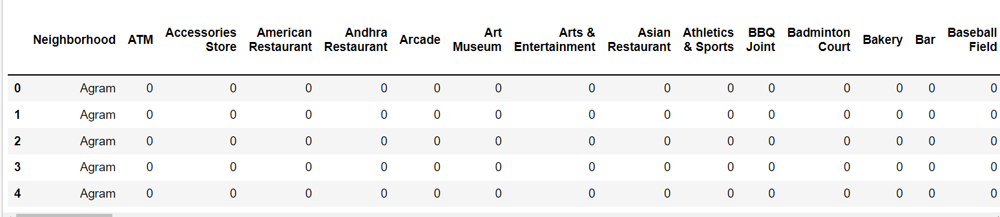 Neighborhood ATM Accessories Store American Restaurant Andhra Restaurant Arcade Art Museum Arts & Entertainment Asian Restaurant Athletics & Sports BBQ Joint Badminton Court Bakery Bar Baseball Field
0 Agram 0 0 0 0 0 0 0 0 0 0 0 0 0 0
1 Agram 0 0 0 0 0 0 0 0 0 0 0 0 0 0
2 Agram 0 0 0 0 0 0 0 0 0 0 0 0 0 0
3 Agram 0 0 0 0 0 0 0 0 0 0 0 0 0 0
4 Agram 0 0 0 0 0 0 0 0 0 0 0 0 0 0